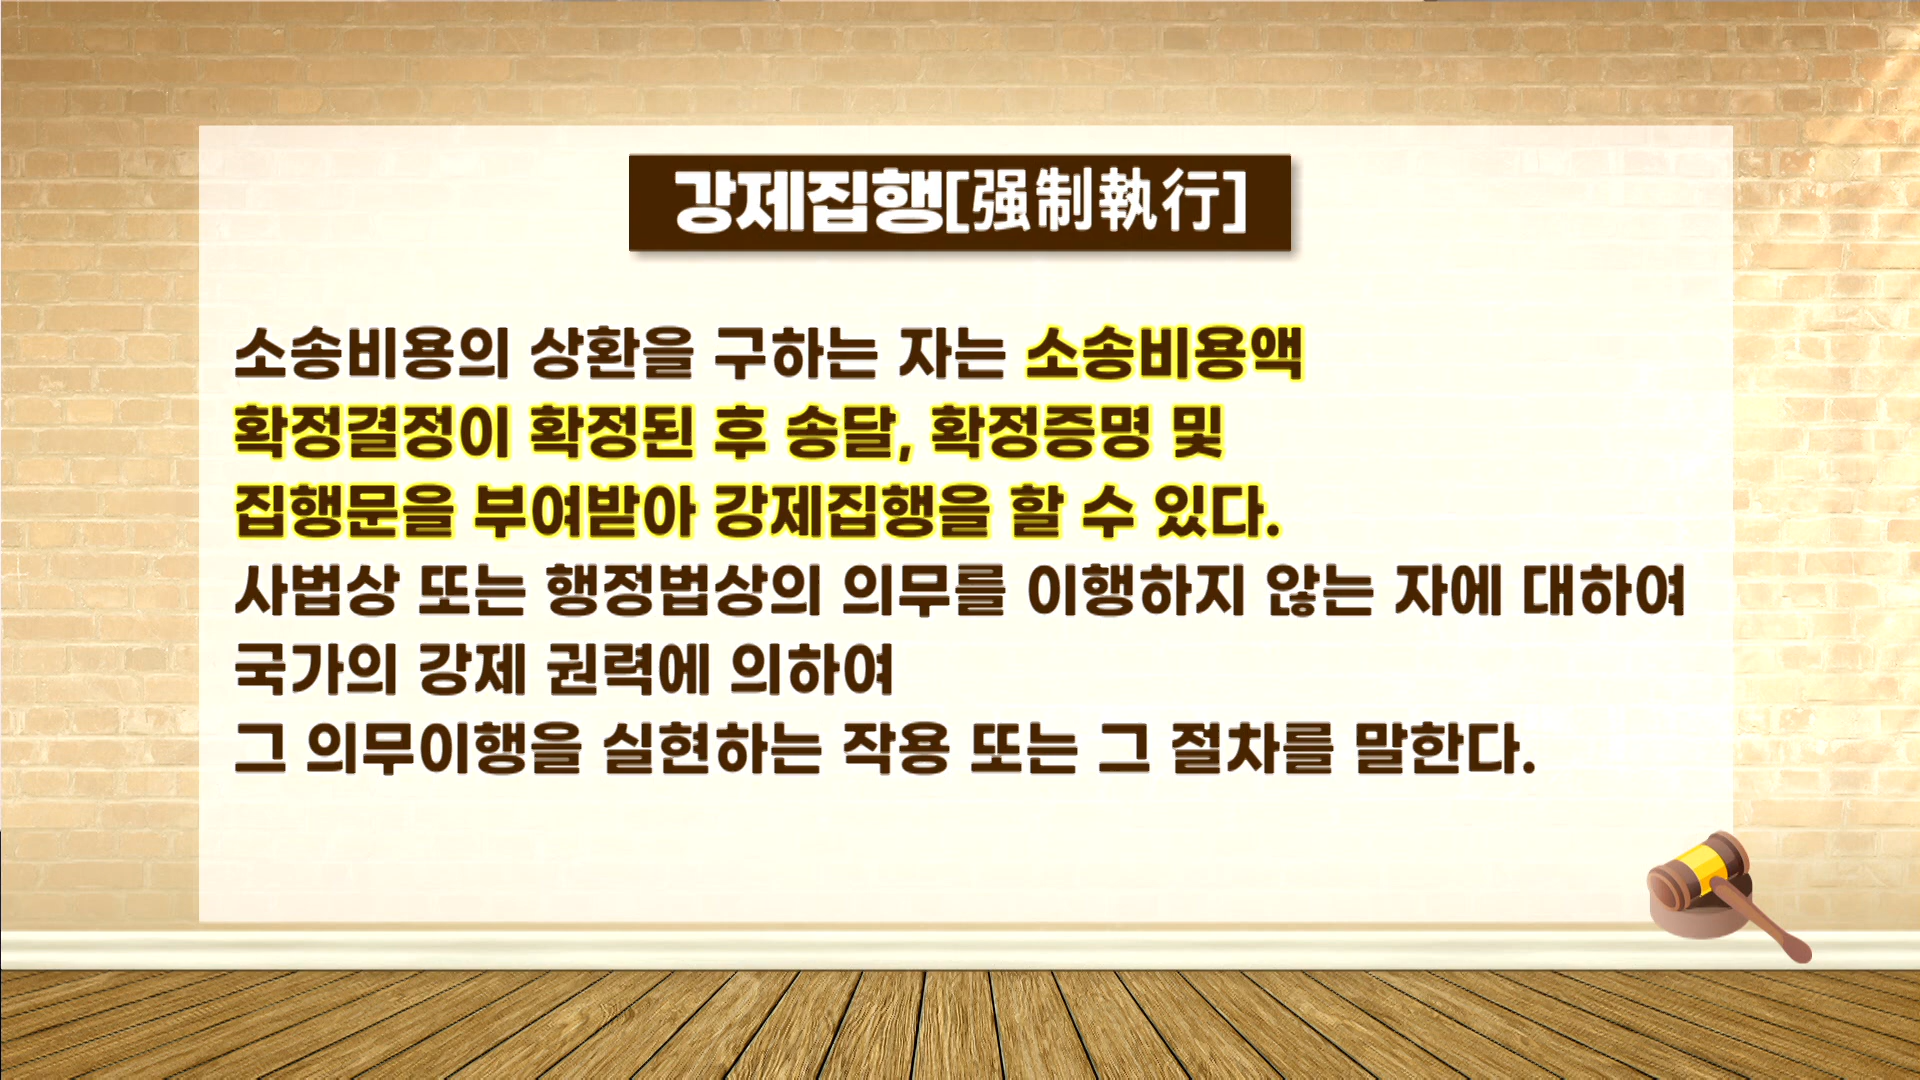 강제집행[强制執行]
소송비용의 상환을 구하는 자는 소송비용액
확정결정이 확정된 후 송달, 확정증명 및
집행문을 부여받아 강제집행을 할 수 있다.
사법상 또는 행정법상의 의무를 이행하지 않는 자에 대하여
국가의 강제 권력에 의하여
그 의무이행을 실현하는 작용 또는 그 절차를 말한다.